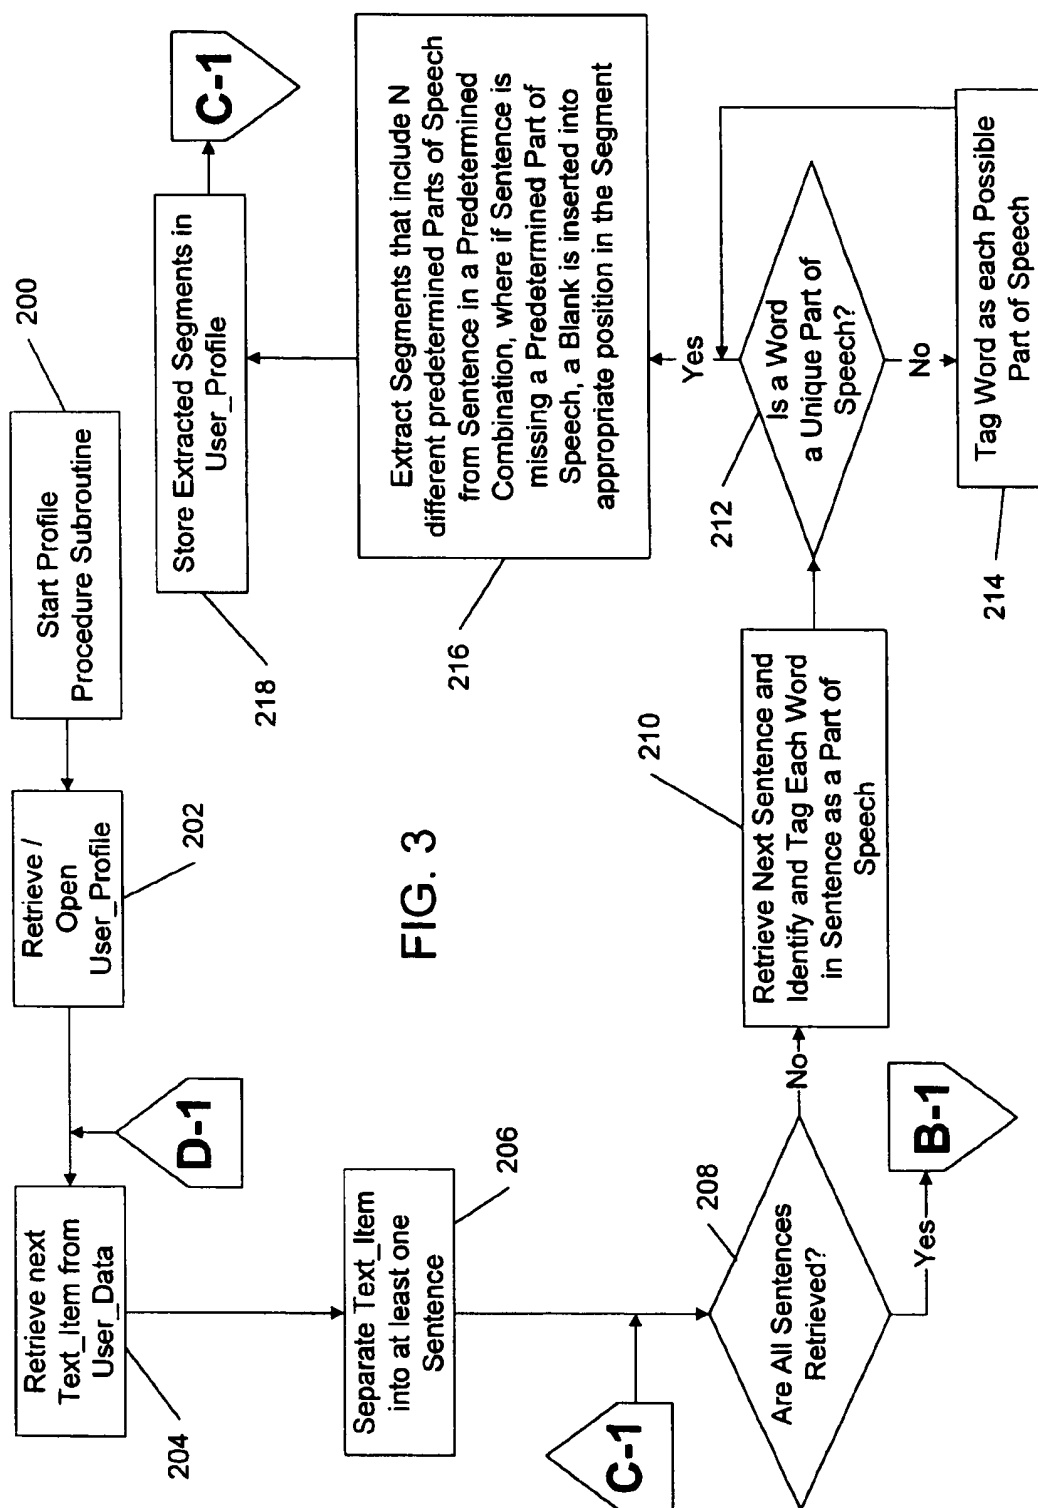 Start Profile
Procedure Subroutine
200
Retrieve /
Open
User_Profile
202
D-1
Retrieve next
Text_Item from
User_Data
204
Separate Text_Item
into at least one
Sentence
206
C-1
Are All Sentences
Retrieved?
208
No
Yes
B-1
Retrieve Next Sentence and
Identify and Tag Each Word
in Sentence as a Part of
Speech
210
Is a Word
a Unique Part of
Speech?
212
No
Yes
Tag Word as each Possible
Part of Speech
214
Extract Segments that include N
different predetermined Parts of Speech
from Sentence in a Predetermined
Combination, where if Sentence is
missing a Predetermined Part of
Speech, a Blank is inserted into
appropriate position in the Segment
216
Store Extracted Segments in
User_Profile
218
C-1
FIG. 3